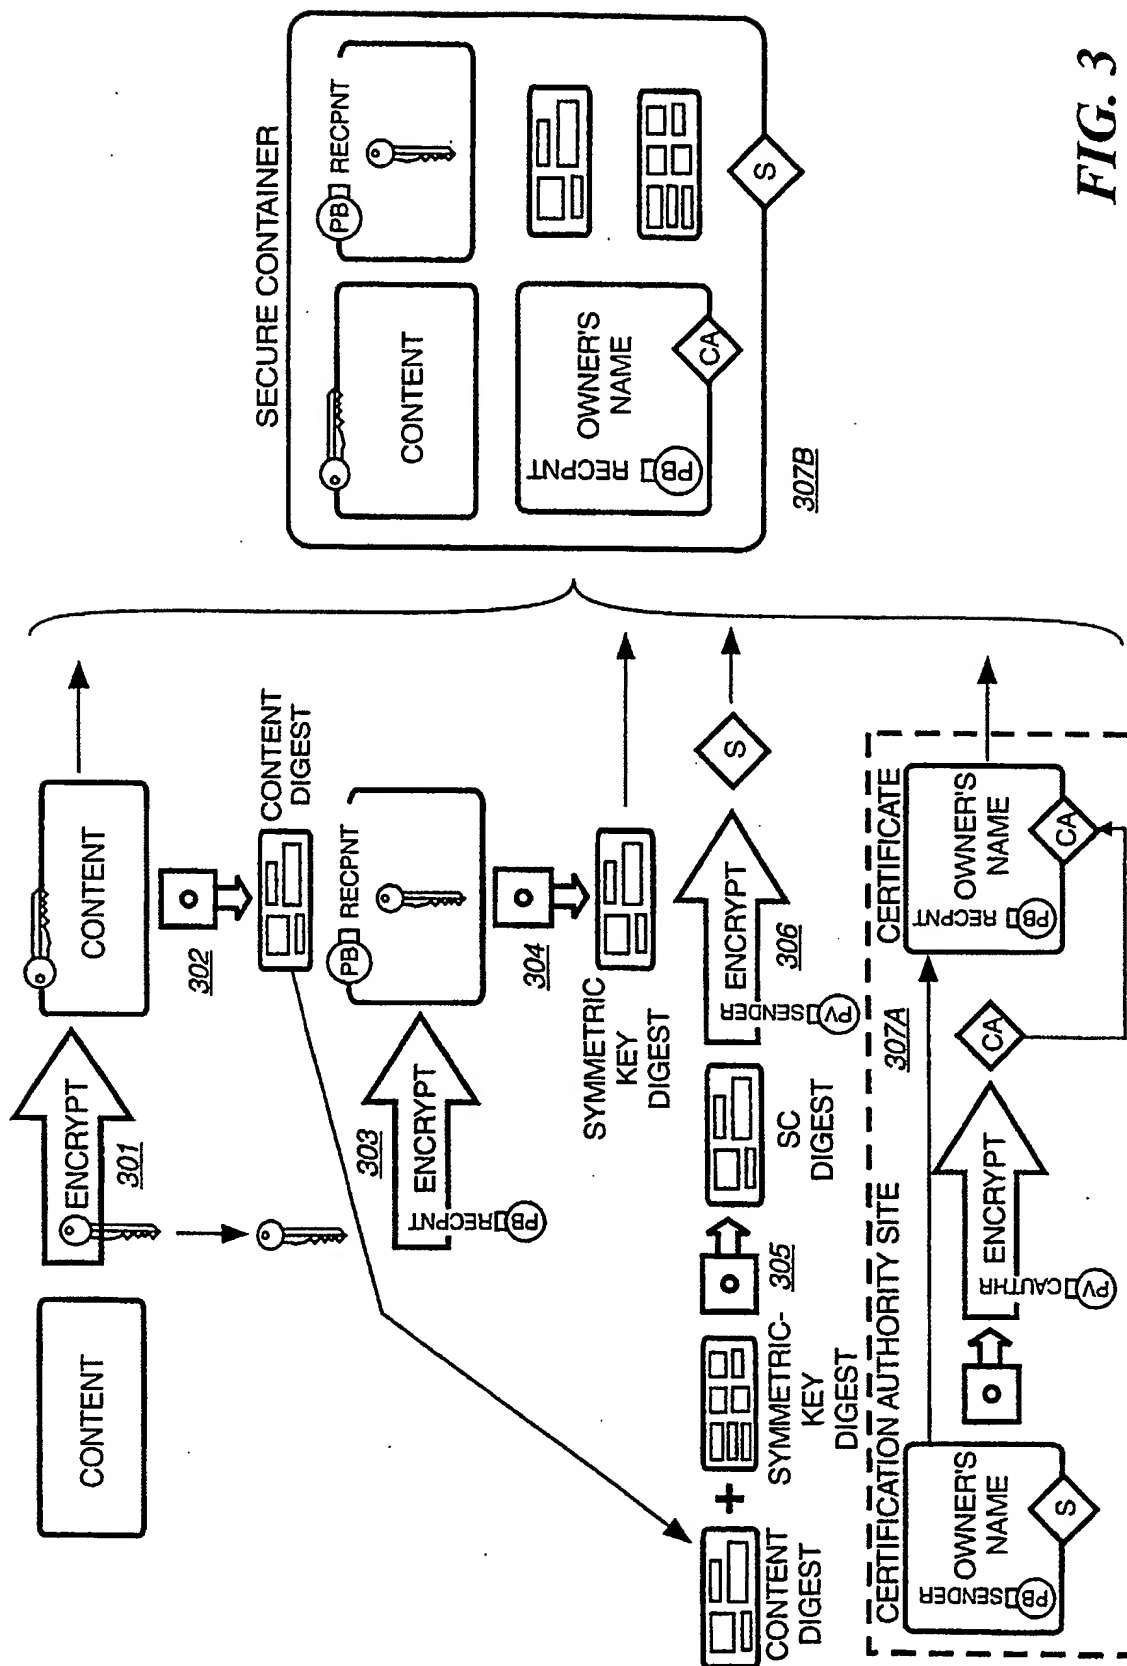 CONTENT
ENCRYPT
301
CONTENT
302
CONTENT
DIGEST
303
ENCRYPT
RECPNT
PB
PB
RECPNT
304
SYMMETRIC
KEY
DIGEST
CONTENT
DIGEST
+
SYMMETRIC-
KEY
DIGEST
305
SC
DIGEST
ENCRYPT
306
SENDER
PV
S
CERTIFICATION AUTHORITY SITE
307A
OWNER'S
NAME
SENDER
PB
S
ENCRYPT
CAUTHR
PV
CA
CERTIFICATE
OWNER'S
NAME
RECPNT
PB
CA
SECURE CONTAINER
CONTENT
PB
RECPNT
OWNER'S
NAME
RECPNT
PB
CA
S
307B
FIG. 3